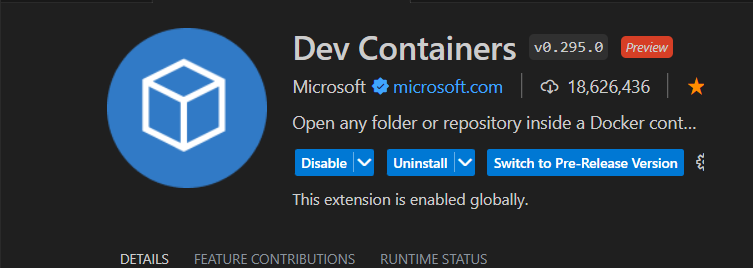 Dev Containers v0.295.0 Preview
Microsoft microsoft.com 18,626,436
Open any folder or repository inside a Docker cont...
Disable Uninstall Switch to Pre-Release Version
This extension is enabled globally.
DETAILS FEATURE CONTRIBUTIONS RUNTIME STATUS